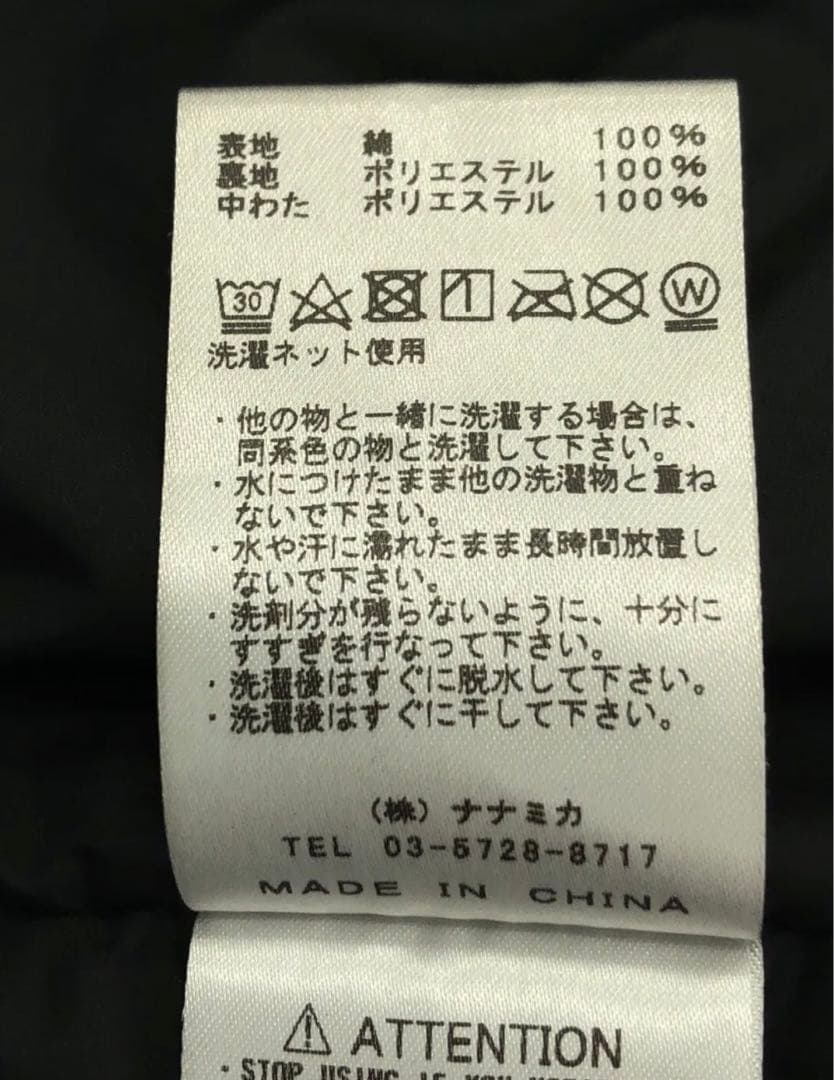 表地 綿 100%
裏地 ポリエステル 100%
中わた ポリエステル 100%
30 W
洗濯ネット使用
・他の物と一緒に洗濯する場合は、
同系色の物と洗濯して下さい。
・水につけたまま他の洗濯物と重ね
ないで下さい。
・水や汗に濡れたまま長時間放置し
ないで下さい。
・洗剤分が残らないように、十分に
すすぎを行なって下さい。
・洗濯後はすぐに脱水して下さい。
・洗濯後はすぐに干して下さい。
(株) ナナミカ
TEL 03-5728-8717
MADE IN CHINA
ATTENTION
・STOP USING IF YOU